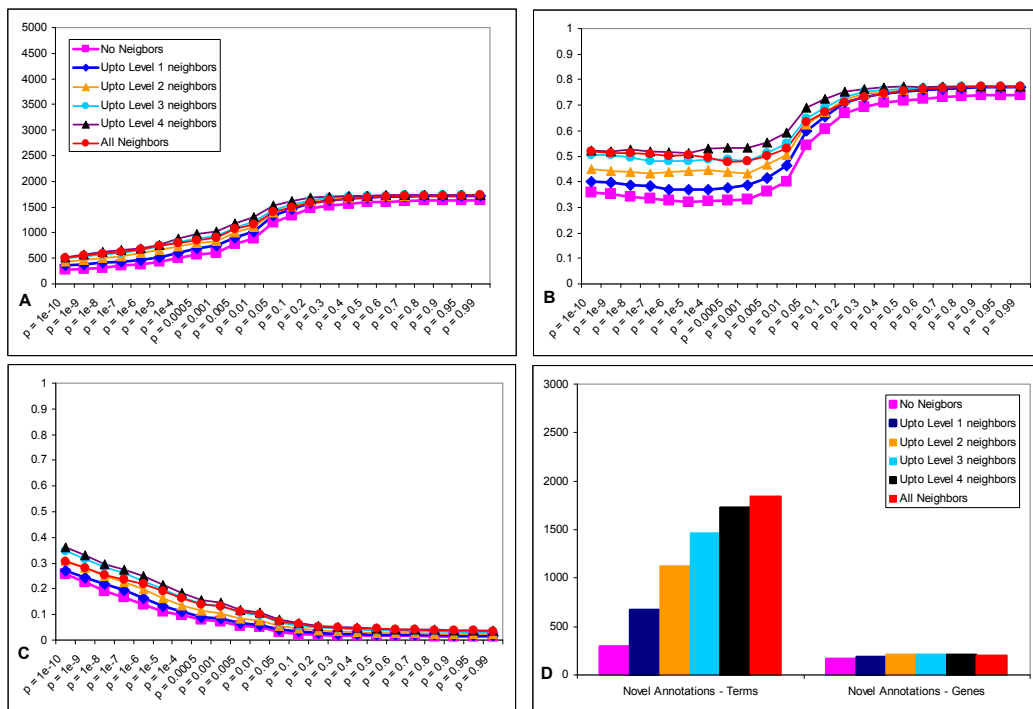 5000
4500
4000
3500
3000
2500
2000
1500
1000
500
0
No Neigbors
Upto Level 1 neighbors
Upto Level 2 neighbors
Upto Level 3 neighbors
Upto Level 4 neighbors
All Neighbors
A
p = 1e-10
p = 1e-9
p = 1e-8
p = 1e-7
p = 1e-6
p = 1e-5
p = 1e-4
p = 0.0005
p = 0.001
p = 0.005
p = 0.01
p = 0.05
p = 0.1
p = 0.2
p = 0.3
p = 0.4
p = 0.5
p = 0.6
p = 0.7
p = 0.8
p = 0.9
p = 0.95
p = 0.99
1
0.9
0.8
0.7
0.6
0.5
0.4
0.3
0.2
0.1
0
B
p = 1e-10
p = 1e-9
p = 1e-8
p = 1e-7
p = 1e-6
p = 1e-5
p = 1e-4
p = 0.0005
p = 0.001
p = 0.005
p = 0.01
p = 0.05
p = 0.1
p = 0.2
p = 0.3
p = 0.4
p = 0.5
p = 0.6
p = 0.7
p = 0.8
p = 0.9
p = 0.95
p = 0.99
1
0.9
0.8
0.7
0.6
0.5
0.4
0.3
0.2
0.1
0
C
p = 1e-10
p = 1e-9
p = 1e-8
p = 1e-7
p = 1e-6
p = 1e-5
p = 1e-4
p = 0.0005
p = 0.001
p = 0.005
p = 0.01
p = 0.05
p = 0.1
p = 0.2
p = 0.3
p = 0.4
p = 0.5
p = 0.6
p = 0.7
p = 0.8
p = 0.9
p = 0.95
p = 0.99
3000
2500
2000
1500
1000
500
0
No Neigbors
Upto Level 1 neighbors
Upto Level 2 neighbors
Upto Level 3 neighbors
Upto Level 4 neighbors
All Neighbors
D
Novel Annotations - Terms
Novel Annotations - Genes